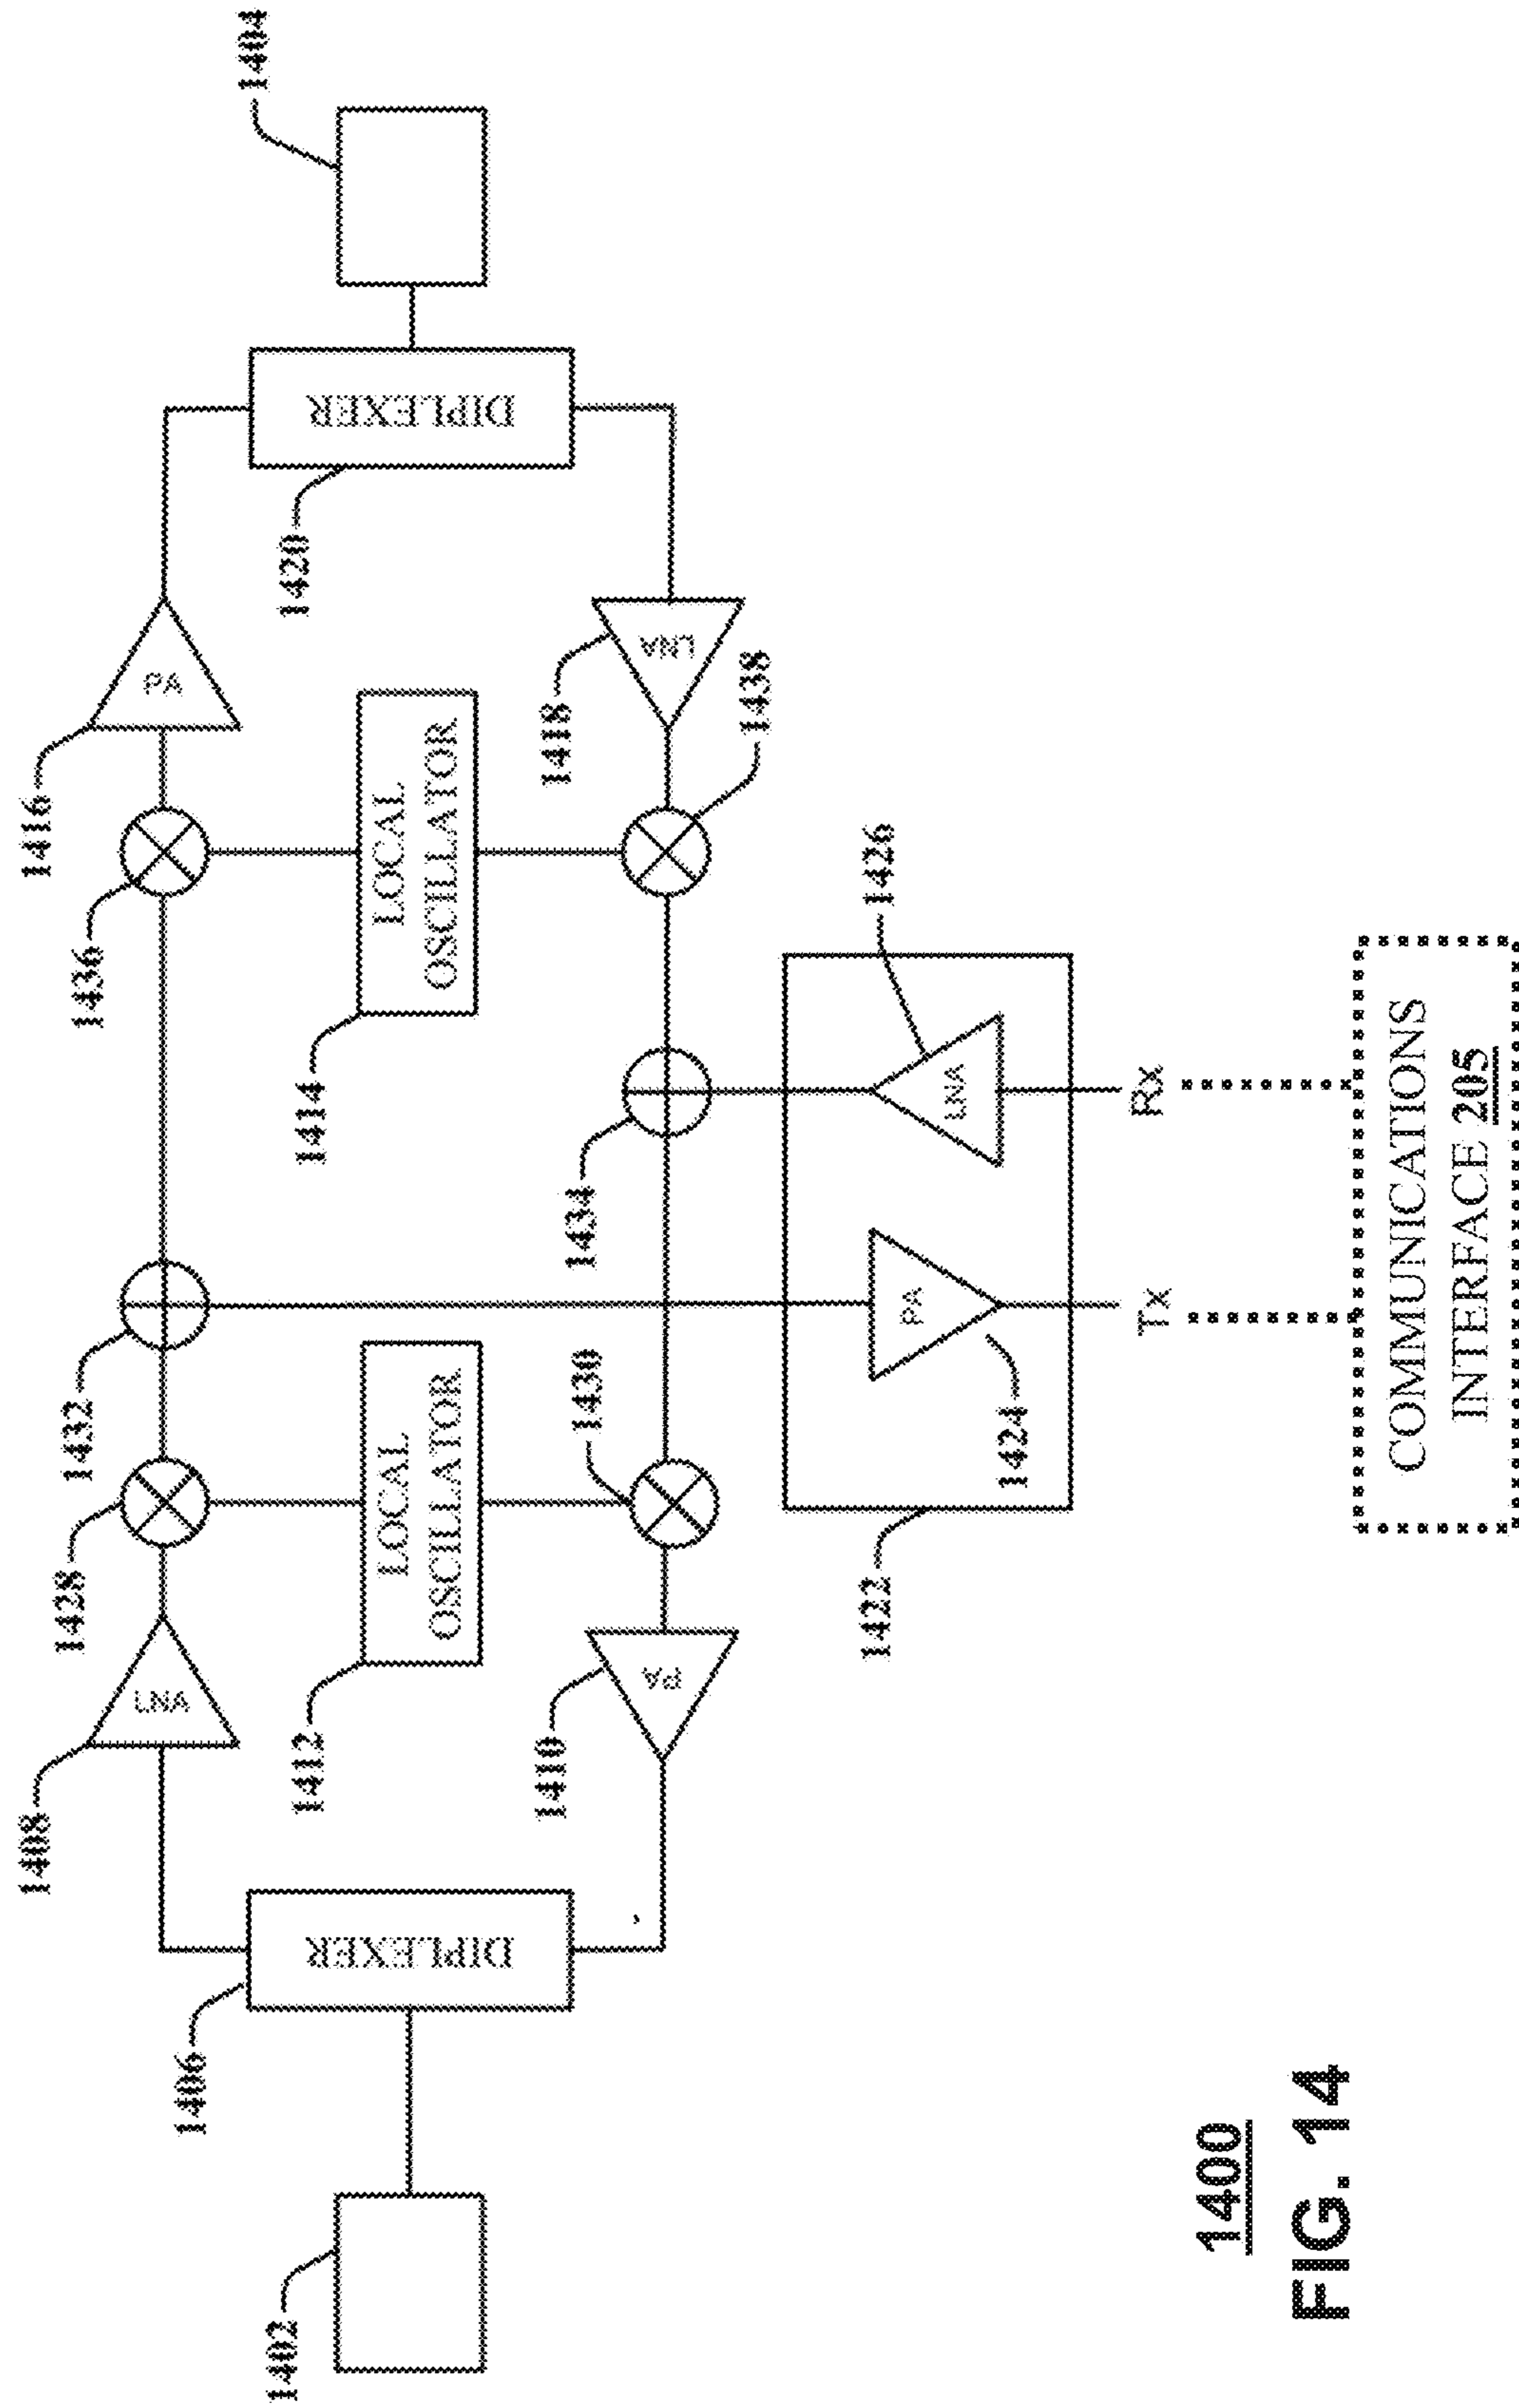 1404
1416
PA
1436
DIPLEXER
1420
LOCAL
OSCILLATOR
1414
LNA
1418
1438
1432
1434
1426
LNA
1428
LNA
1408
LOCAL
OSCILLATOR
1412
1430
PA
1410
PA
1424
1422
Tx
Rx
COMMUNICATIONS
INTERFACE 205
DIPLEXER
1406
1402
1400
FIG. 14